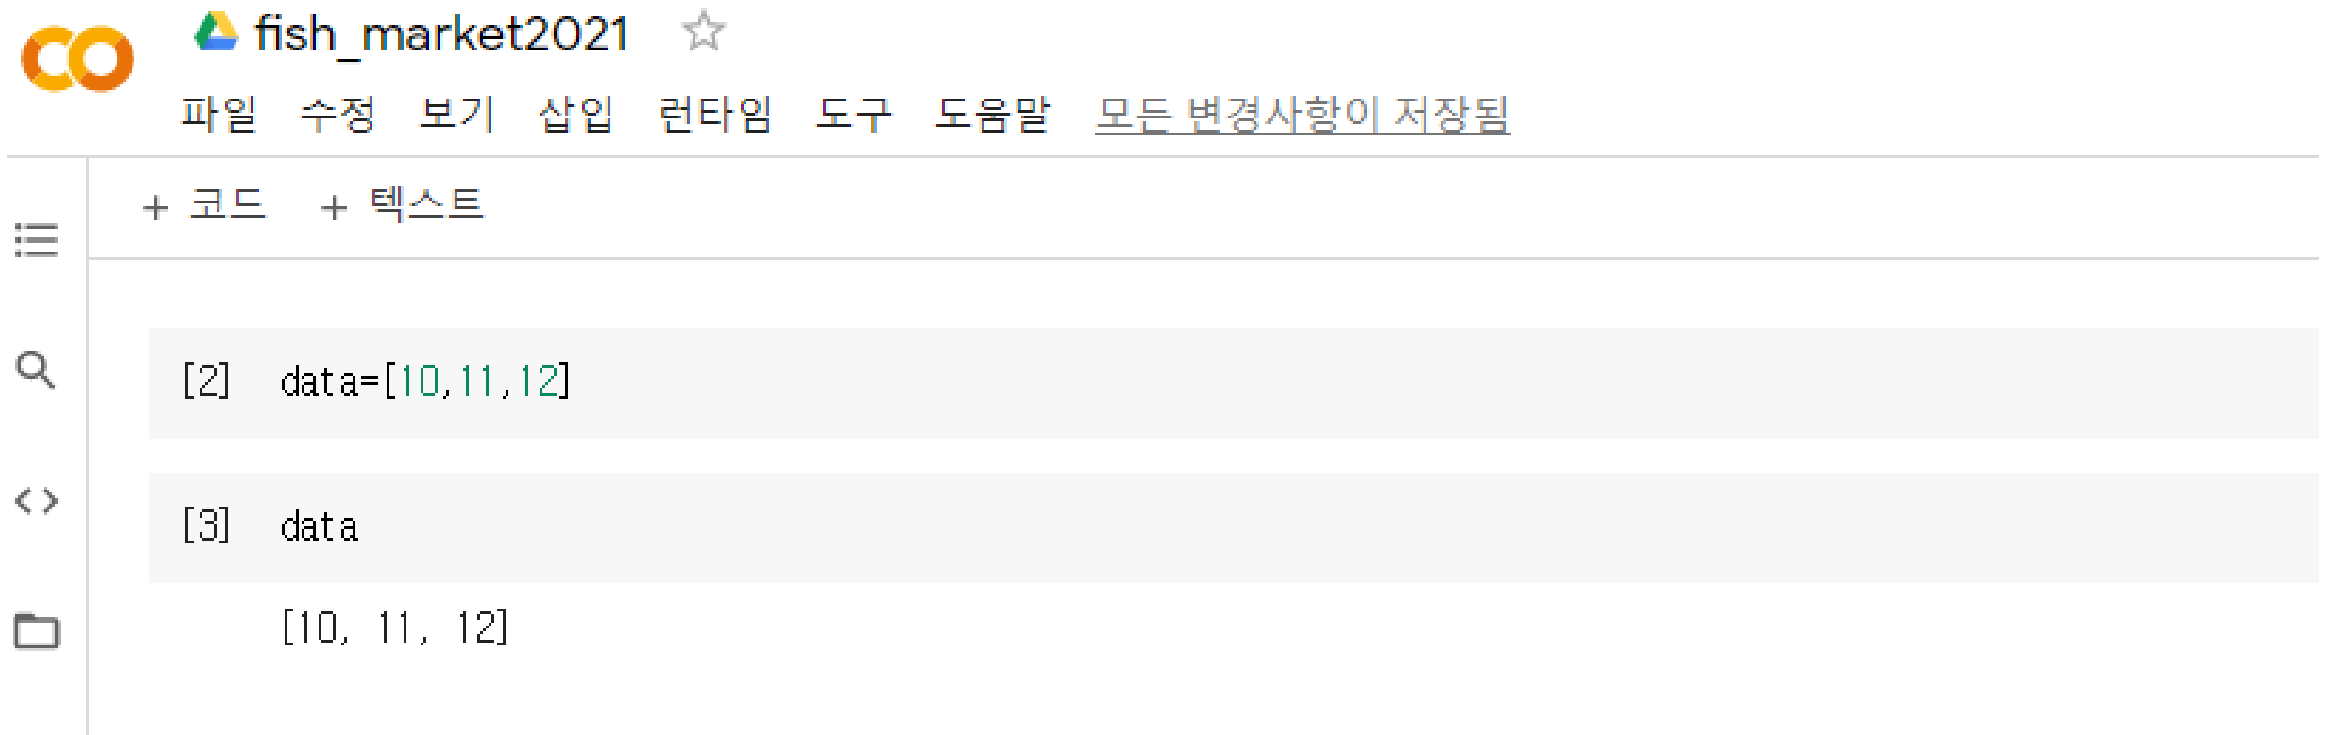 fish_market2021
파일 수정 보기 삽입 런타임 도구 도움말 모든 변경사항이 저장됨
+ 코드 + 텍스트
[2] data=[10,11,12]
[3] data
[10, 11, 12]